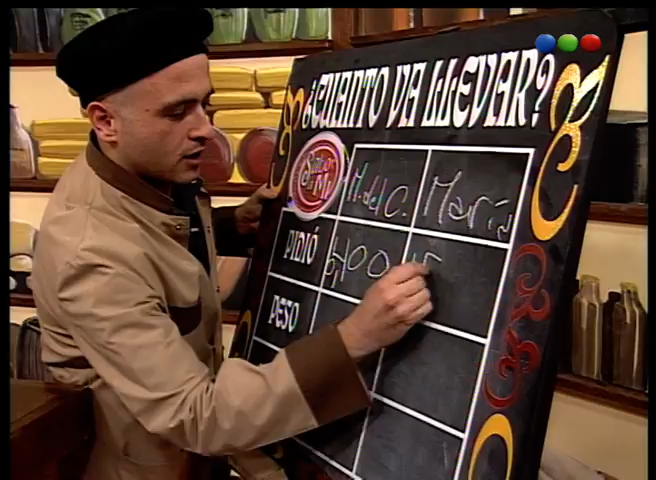 ¿CUANTO VA LLEVAR?
M. del C. María
PIDIÓ 400
PESO